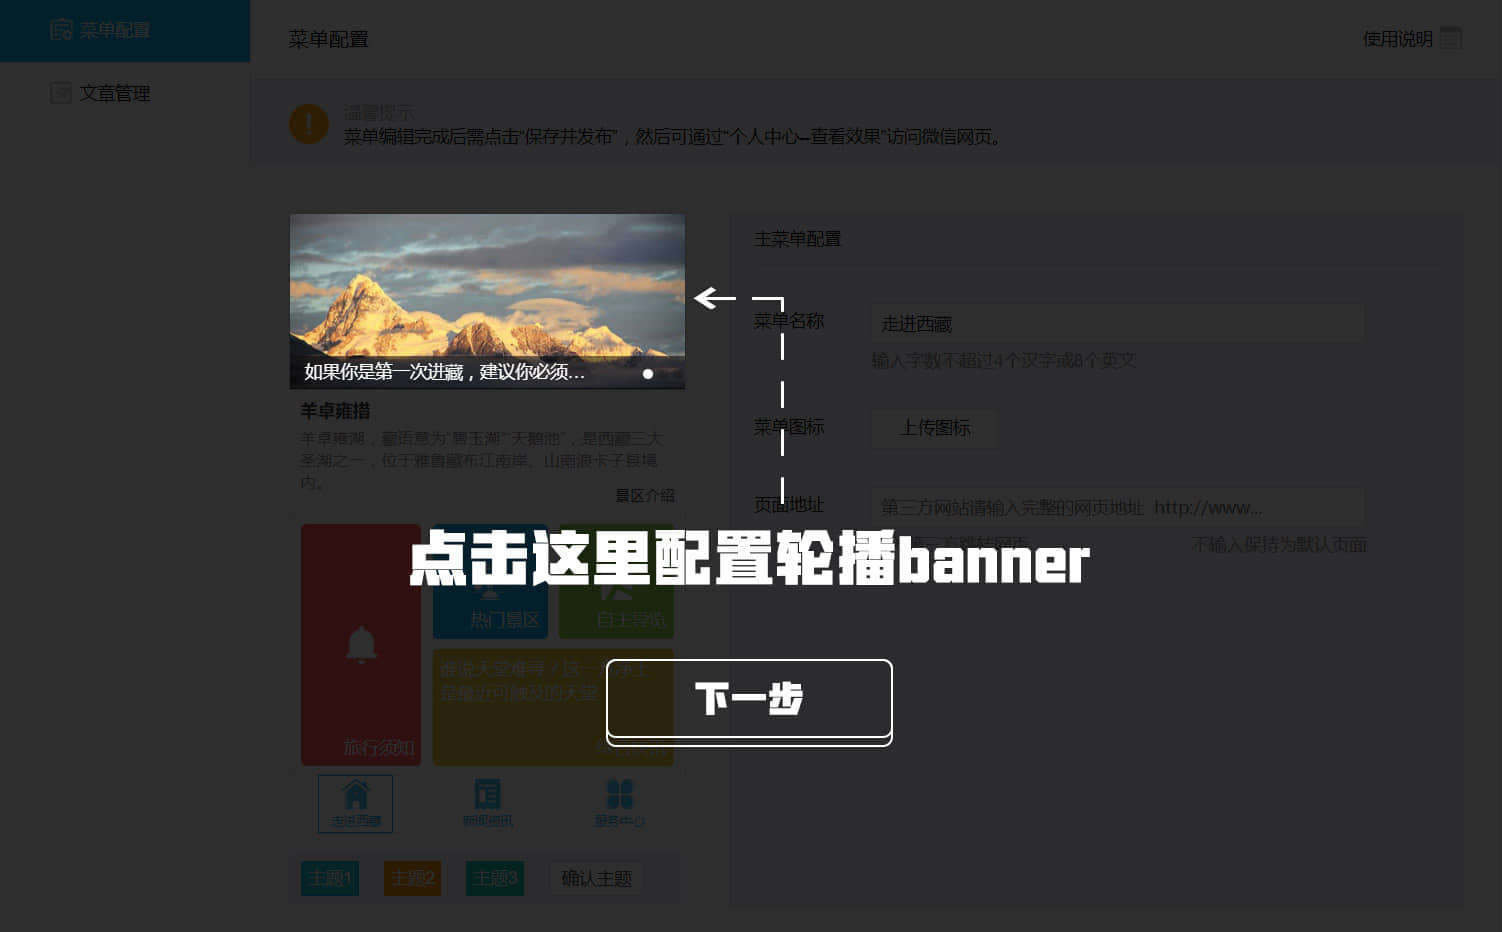 菜单配置
文章管理
菜单配置
使用说明
温馨提示
菜单编辑完成后需点击“保存并发布”，然后可通过“个人中心—查看效果”访问微信网页。
如果你是第一次进藏，建议你必须...
羊卓雍措
羊卓雍湖，藏语意为“碧玉湖”“天鹅池”，是西藏三大
圣湖之一，位于雅鲁藏布江南岸、山南浪卡子县境
内。
景区介绍
主菜单配置
菜单名称
走进西藏
输入字数不超过4个汉字或8个英文
菜单图标
上传图标
页面地址
第三方网站请输入完整的网页地址 http://www...
第三方跳转网页
不输入保持为默认页面
点击这里配置轮播banner
热门景区
自主导览
旅行须知
下一步
走进西藏
新闻资讯
服务中心
主题1
主题2
主题3
确认主题